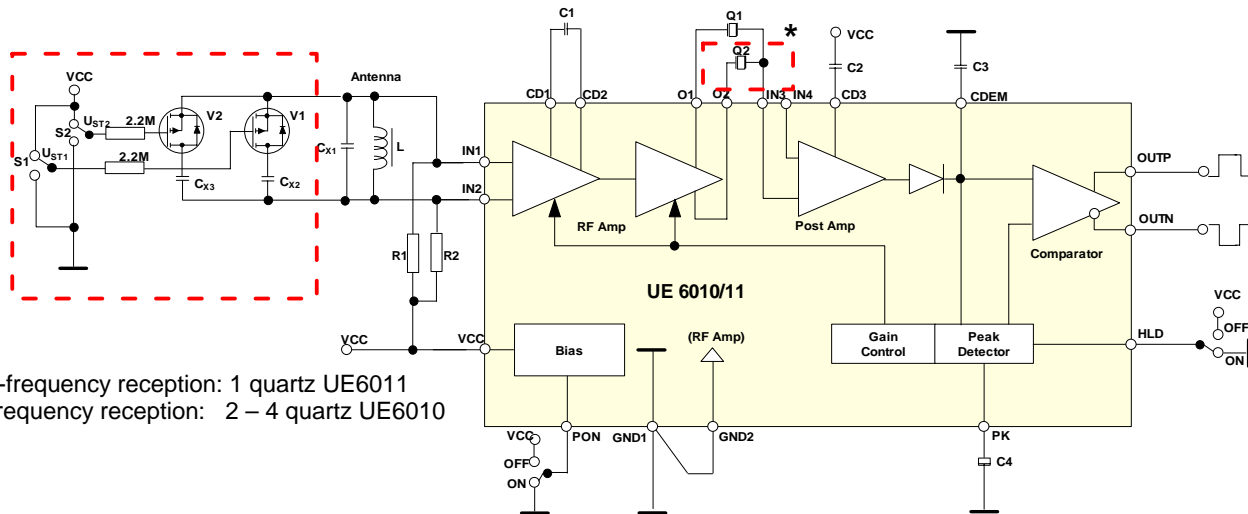 C1
Q1
*
Q2
VCC
C2
C3
VCC
Antenna
CD1
CD2
O1
O2
IN3
IN4
CD3
CDEM
V2
V1
UST2
2.2M
S2
UST1
2.2M
S1
CX3
CX2
CX1
L
IN1
IN2
OUTP
OUTN
RF Amp
Post Amp
Comparator
R1
R2
UE 6010/11
VCC
OFF
ON
HLD
VCC
VCC
Bias
(RF Amp)
Gain
Control
Peak
Detector
-frequency reception: 1 quartz UE6011
requency reception: 2 – 4 quartz UE6010
VCC
OFF
ON
PON
GND1
GND2
PK
C4